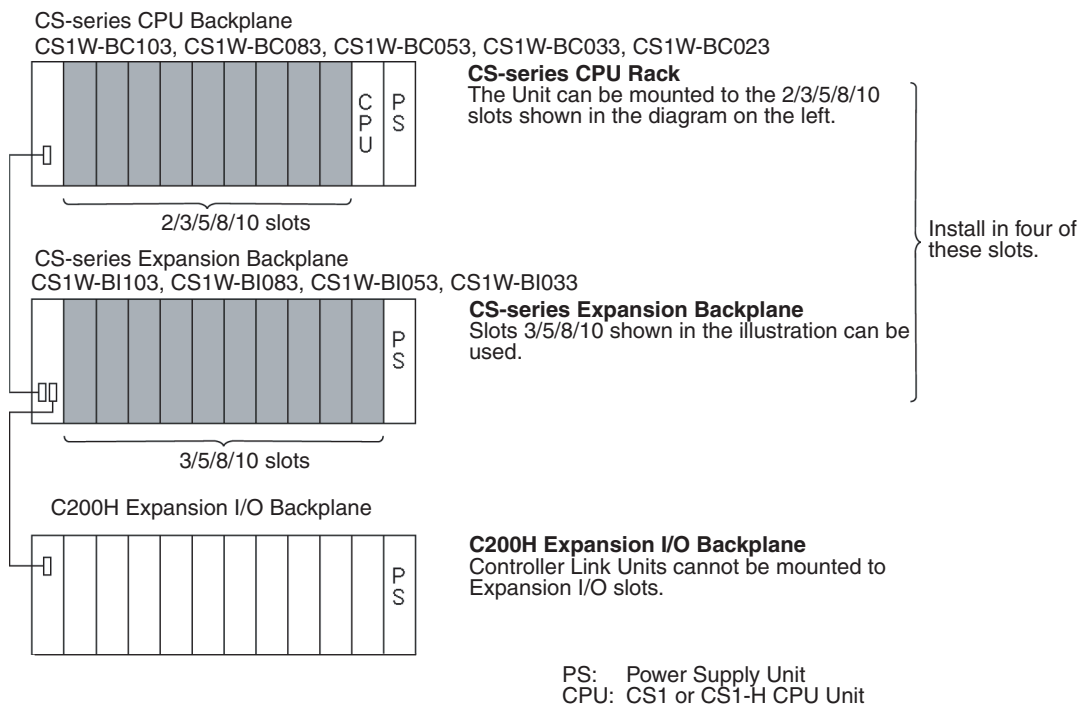 CS-series CPU Backplane
CS1W-BC103, CS1W-BC083, CS1W-BC053, CS1W-BC033, CS1W-BC023
CPU
PS
CS-series CPU Rack
The Unit can be mounted to the 2/3/5/8/10
slots shown in the diagram on the left.
2/3/5/8/10 slots
Install in four of
these slots.
CS-series Expansion Backplane
CS1W-BI103, CS1W-BI083, CS1W-BI053, CS1W-BI033
PS
CS-series Expansion Backplane
Slots 3/5/8/10 shown in the illustration can be
used.
3/5/8/10 slots
C200H Expansion I/O Backplane
PS
C200H Expansion I/O Backplane
Controller Link Units cannot be mounted to
Expansion I/O slots.
PS: Power Supply Unit
CPU: CS1 or CS1-H CPU Unit